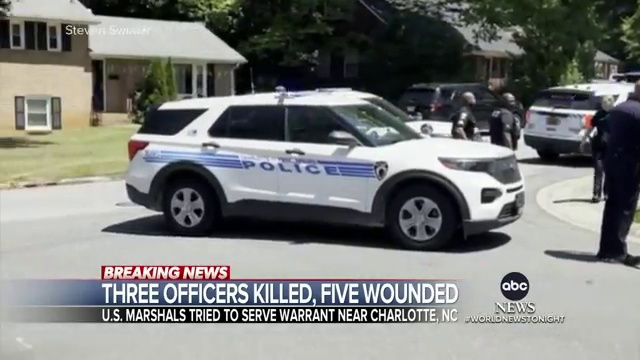 Steven Sawyer
POLICE
BREAKING NEWS
THREE OFFICERS KILLED, FIVE WOUNDED
U.S. MARSHALS TRIED TO SERVE WARRANT NEAR CHARLOTTE, NC
abc
NEWS
#WORLDNEWSTONIGHT